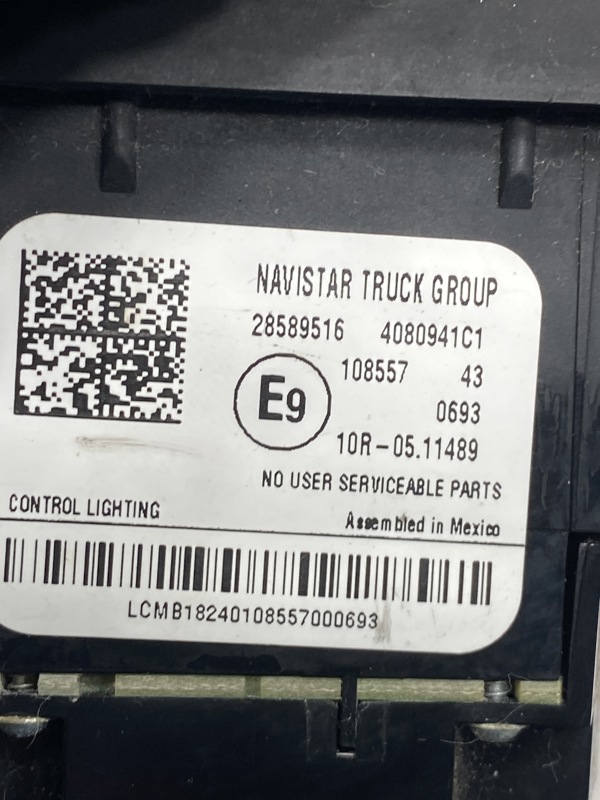 NAVISTAR TRUCK GROUP
28589516 4080941C1
108557 43
E9
0693
10R-05.11489
NO USER SERVICEABLE PARTS
CONTROL LIGHTING
Assembled in Mexico
LCMB18240108557000693